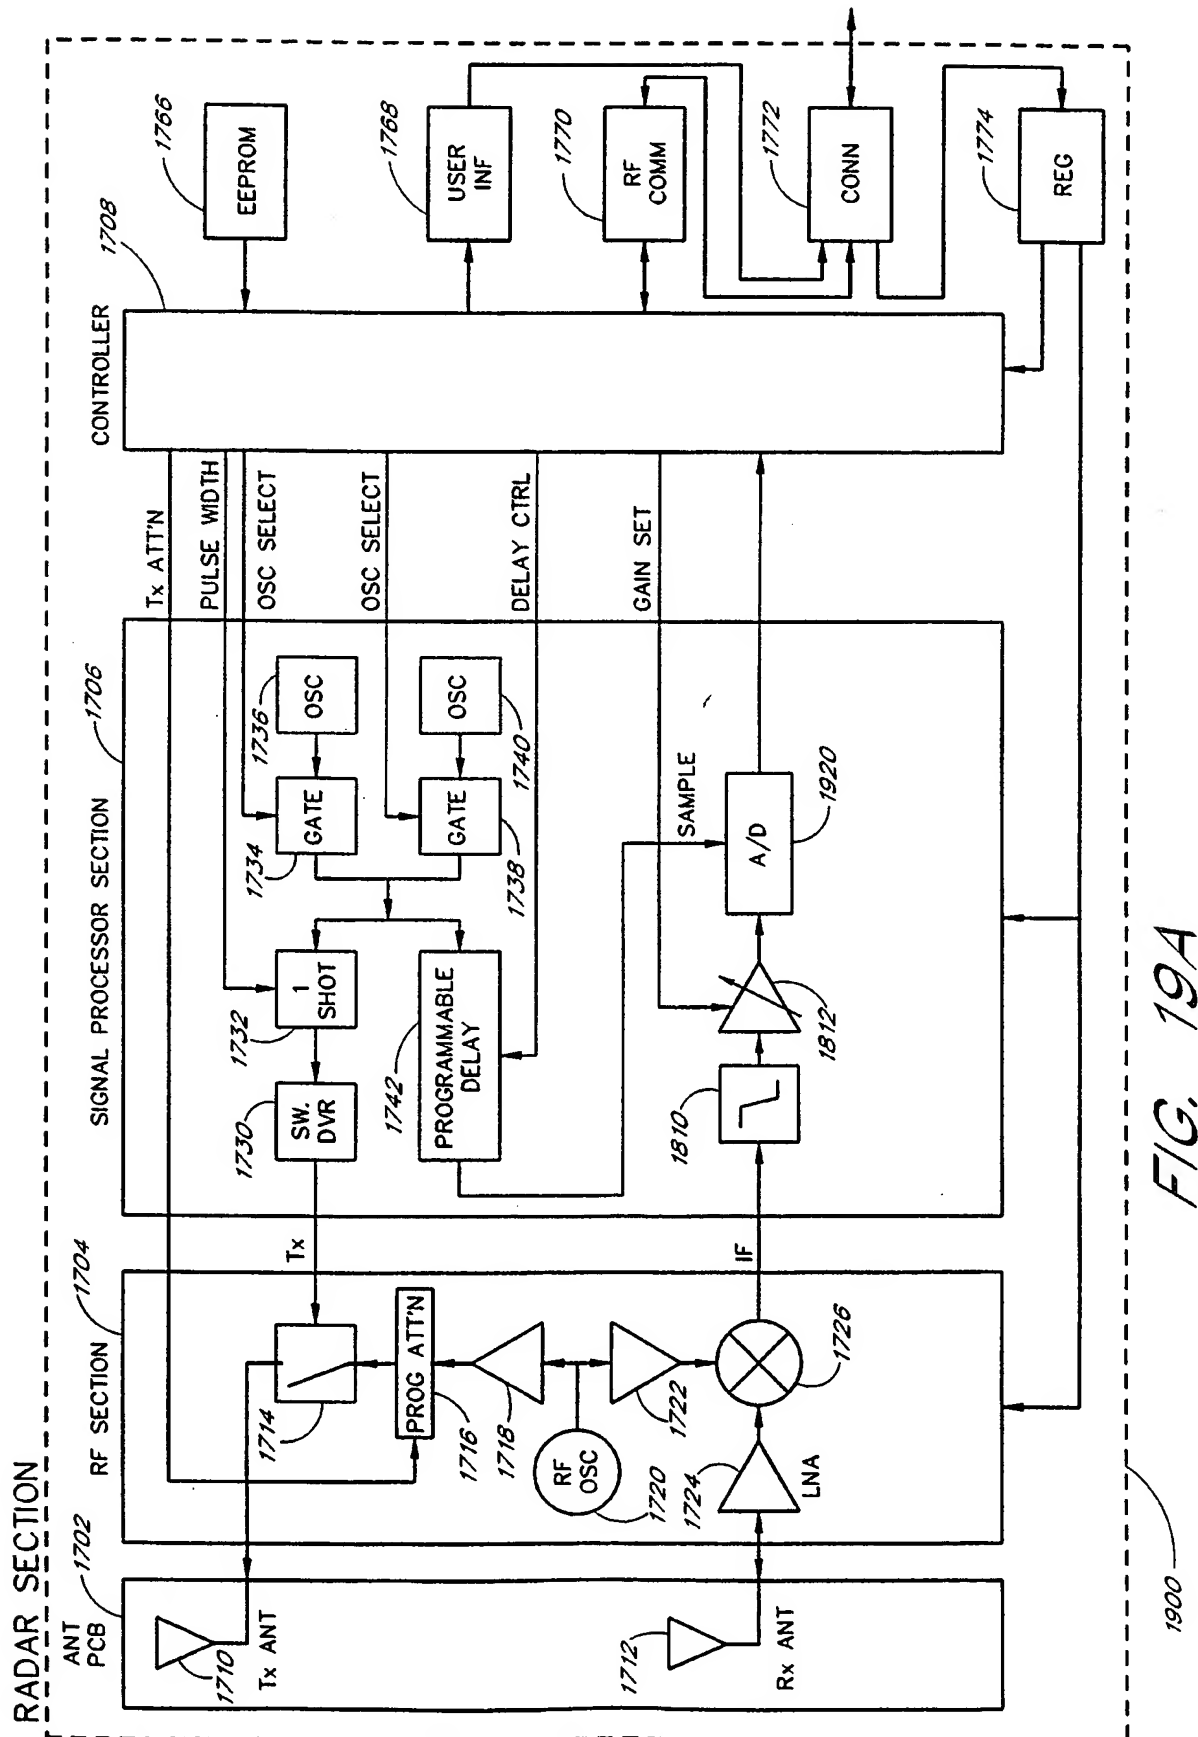 RADAR SECTION
ANT
PCB
1702
RF SECTION
1704
SIGNAL PROCESSOR SECTION
1706
CONTROLLER
1708
1710
Tx ANT
1712
Rx ANT
1714
PROG ATT'N
1716
1718
RF
OSC
1720
1722
1724
LNA
1726
Tx
IF
SW.
DVR
1730
1
SHOT
1732
GATE
1734
OSC
1736
GATE
1738
OSC
1740
PROGRAMMABLE
DELAY
1742
1810
1812
SAMPLE
A/D
1920
Tx ATT'N
PULSE WIDTH
OSC SELECT
OSC SELECT
DELAY CTRL
GAIN SET
EEPROM
1766
USER
INF
1768
RF
COMM
1770
CONN
1772
REG
1774
1900
FIG. 19A